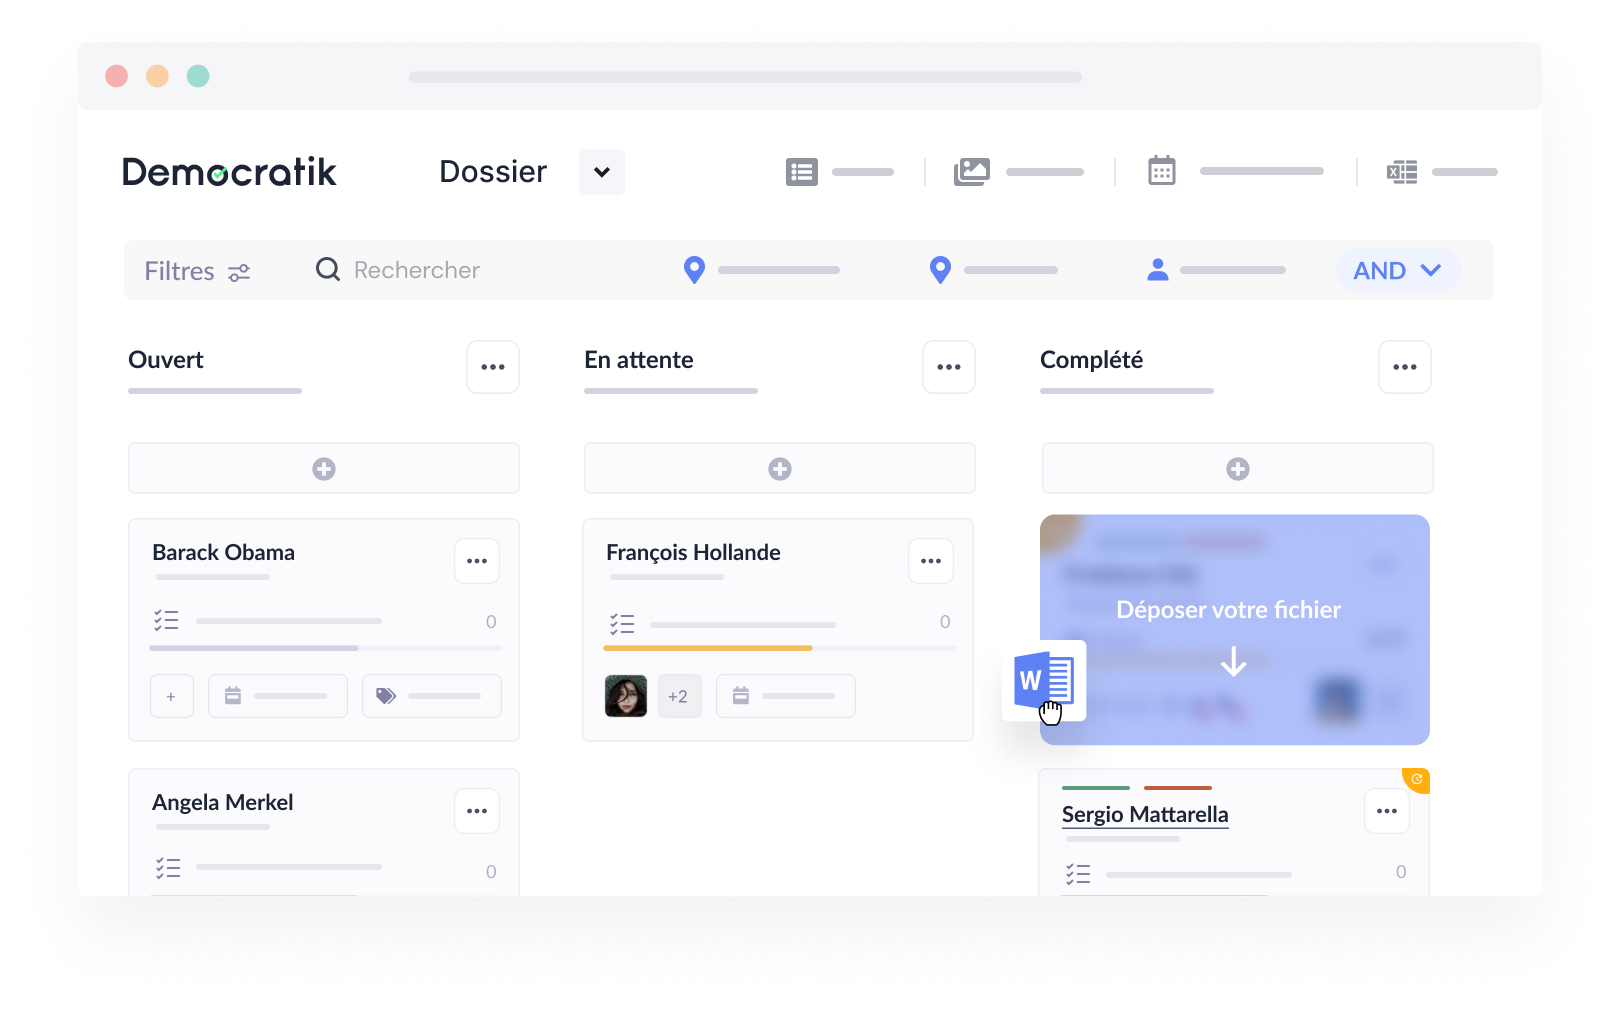 Democratik
Dossier
X
Filtres
Rechercher
AND
Ouvert
En attente
Complété
Barack Obama
0
+
François Hollande
0
+2
Déposer votre fichier
W
Angela Merkel
0
Sergio Mattarella
0